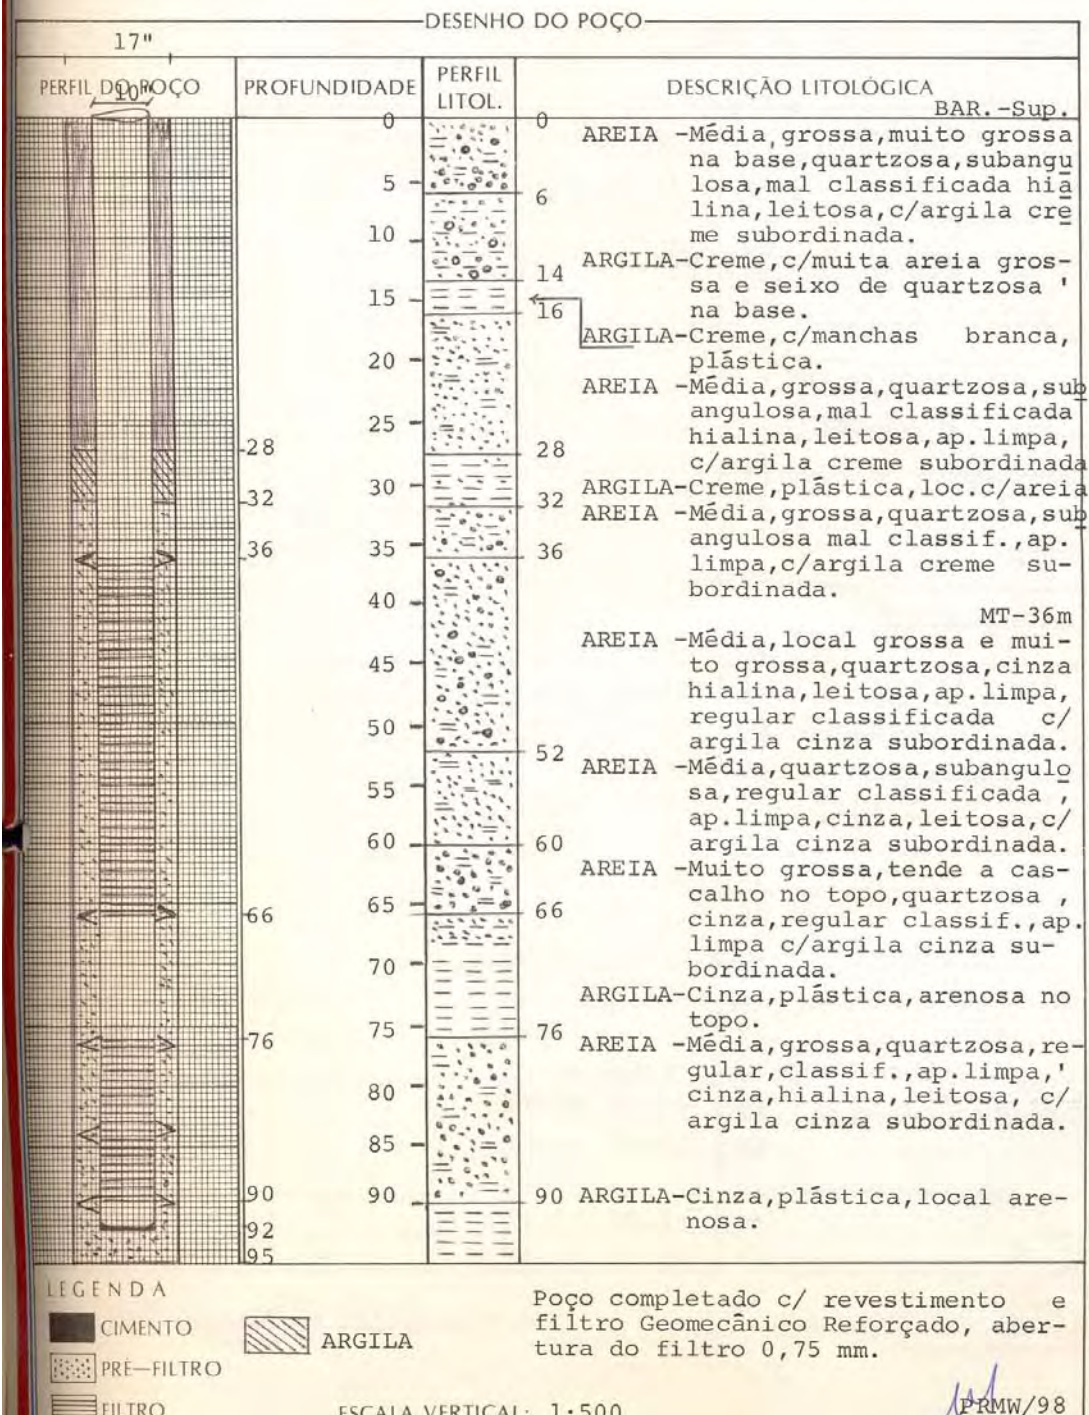 DESENHO DO POÇO
17"
PERFIL DO POÇO
10"
PROFUNDIDADE
PERFIL
LITOL.
DESCRIÇÃO LITOLÓGICA
BAR.-Sup.
0
5
10
15
20
25
30
35
40
45
50
55
60
65
70
75
80
85
90
28
32
36
66
76
90
92
95
0
6
14
16
28
32
36
52
60
66
76
90
AREIA -Média,grossa,muito grossa
na base,quartzosa,subangu
losa,mal classificada hia
lina,leitosa,c/argila cre
me subordinada.
ARGILA-Creme,c/muita areia gros-
sa e seixo de quartzosa '
na base.
ARGILA-Creme,c/manchas branca,
plástica.
AREIA -Média,grossa,quartzosa,sub
angulosa,mal classificada
hialina,leitosa,ap.limpa,
c/argila creme subordinada
ARGILA-Creme,plástica,loc.c/areia
AREIA -Média,grossa,quartzosa,sub
angulosa mal classif.,ap.
limpa,c/argila creme su-
bordinada.
MT-36m
AREIA -Média,local grossa e mui-
to grossa,quartzosa,cinza
hialina,leitosa,ap.limpa,
regular classificada c/
argila cinza subordinada.
AREIA -Média,quartzosa,subangulo
sa,regular classificada ,
ap.limpa,cinza,leitosa,c/
argila cinza subordinada.
AREIA -Muito grossa,tende a cas-
calho no topo,quartzosa ,
cinza,regular classif.,ap.
limpa c/argila cinza su-
bordinada.
ARGILA-Cinza,plástica,arenosa no
topo.
AREIA -Média,grossa,quartzosa,re-
gular,classif.,ap.limpa,'
cinza,hialina,leitosa, c/
argila cinza subordinada.
ARGILA-Cinza,plástica,local are-
nosa.
LEGENDA
CIMENTO
ARGILA
PRÉ-FILTRO
FILTRO
ESCALA VERTICAL: 1:500
Poço completado c/ revestimento e
filtro Geomecânico Reforçado, aber-
tura do filtro 0,75 mm.
PRMW/98